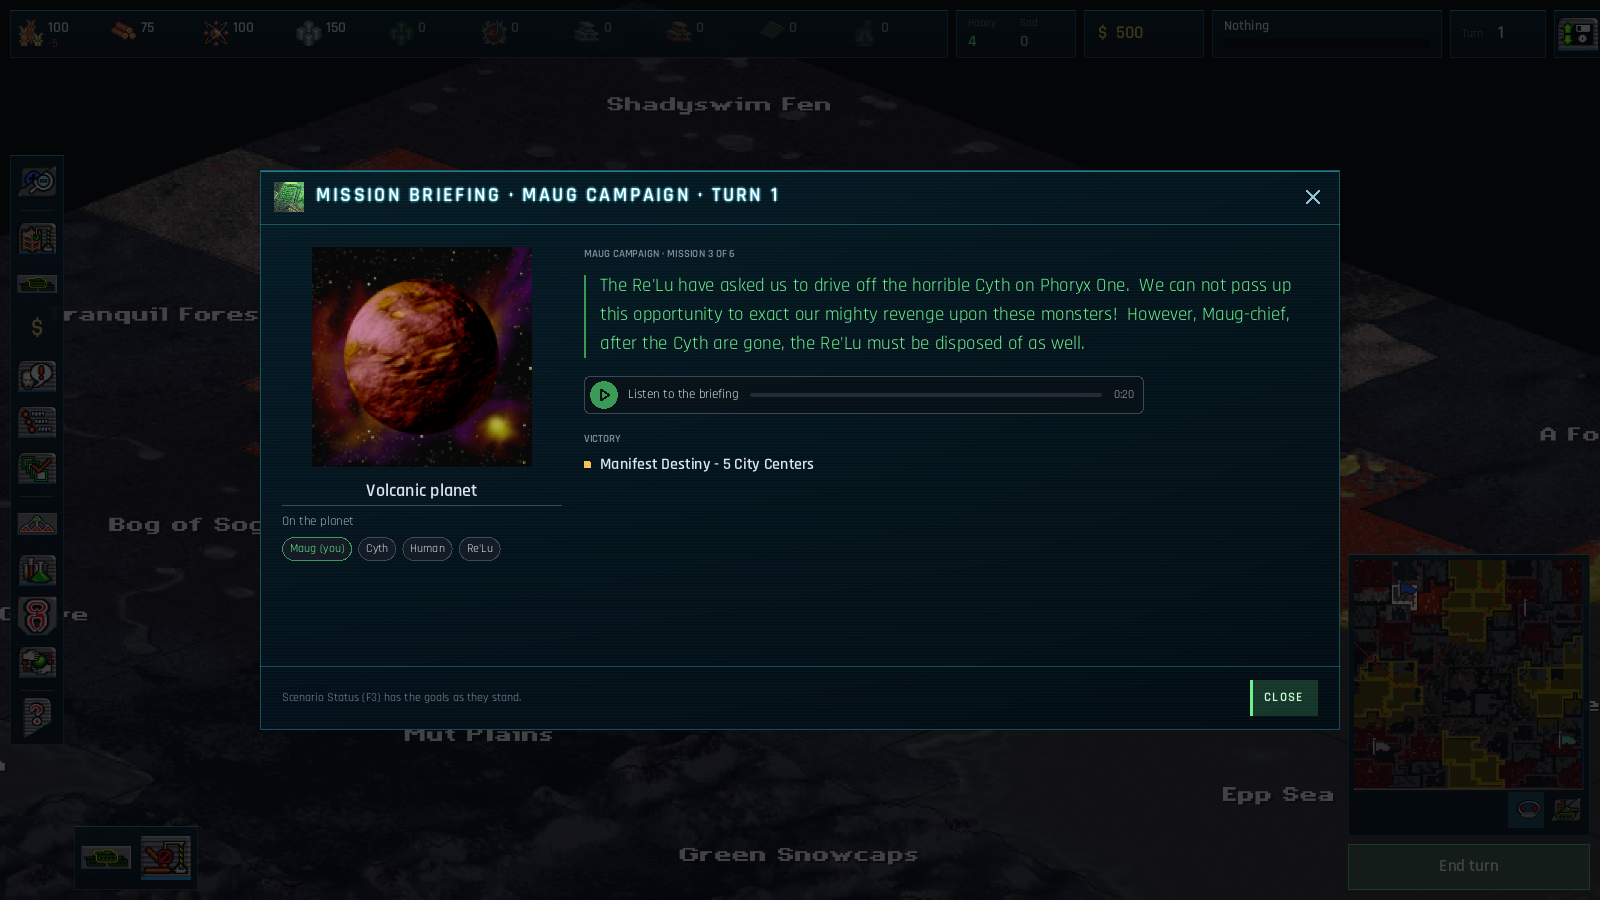 100
-5
75
100
150
0
0
0
0
0
0
Happy
4
Sad
0
$ 500
Nothing
Turn 1
Shadyswim Fen
MISSION BRIEFING · MAUG CAMPAIGN · TURN 1
MAUG CAMPAIGN · MISSION 3 OF 6
The Re'Lu have asked us to drive off the horrible Cyth on Phoryx One. We can not pass up
this opportunity to exact our mighty revenge upon these monsters! However, Maug-chief,
after the Cyth are gone, the Re'Lu must be disposed of as well.
Listen to the briefing
0:20
VICTORY
Manifest Destiny - 5 City Centers
Volcanic planet
On the planet
Maug (you)
Cyth
Human
Re'Lu
Scenario Status (F3) has the goals as they stand.
CLOSE
$
ranquil Fores
Bog of Sog
A Fo
Mut Plains
Epp Sea
Green Snowcaps
End turn